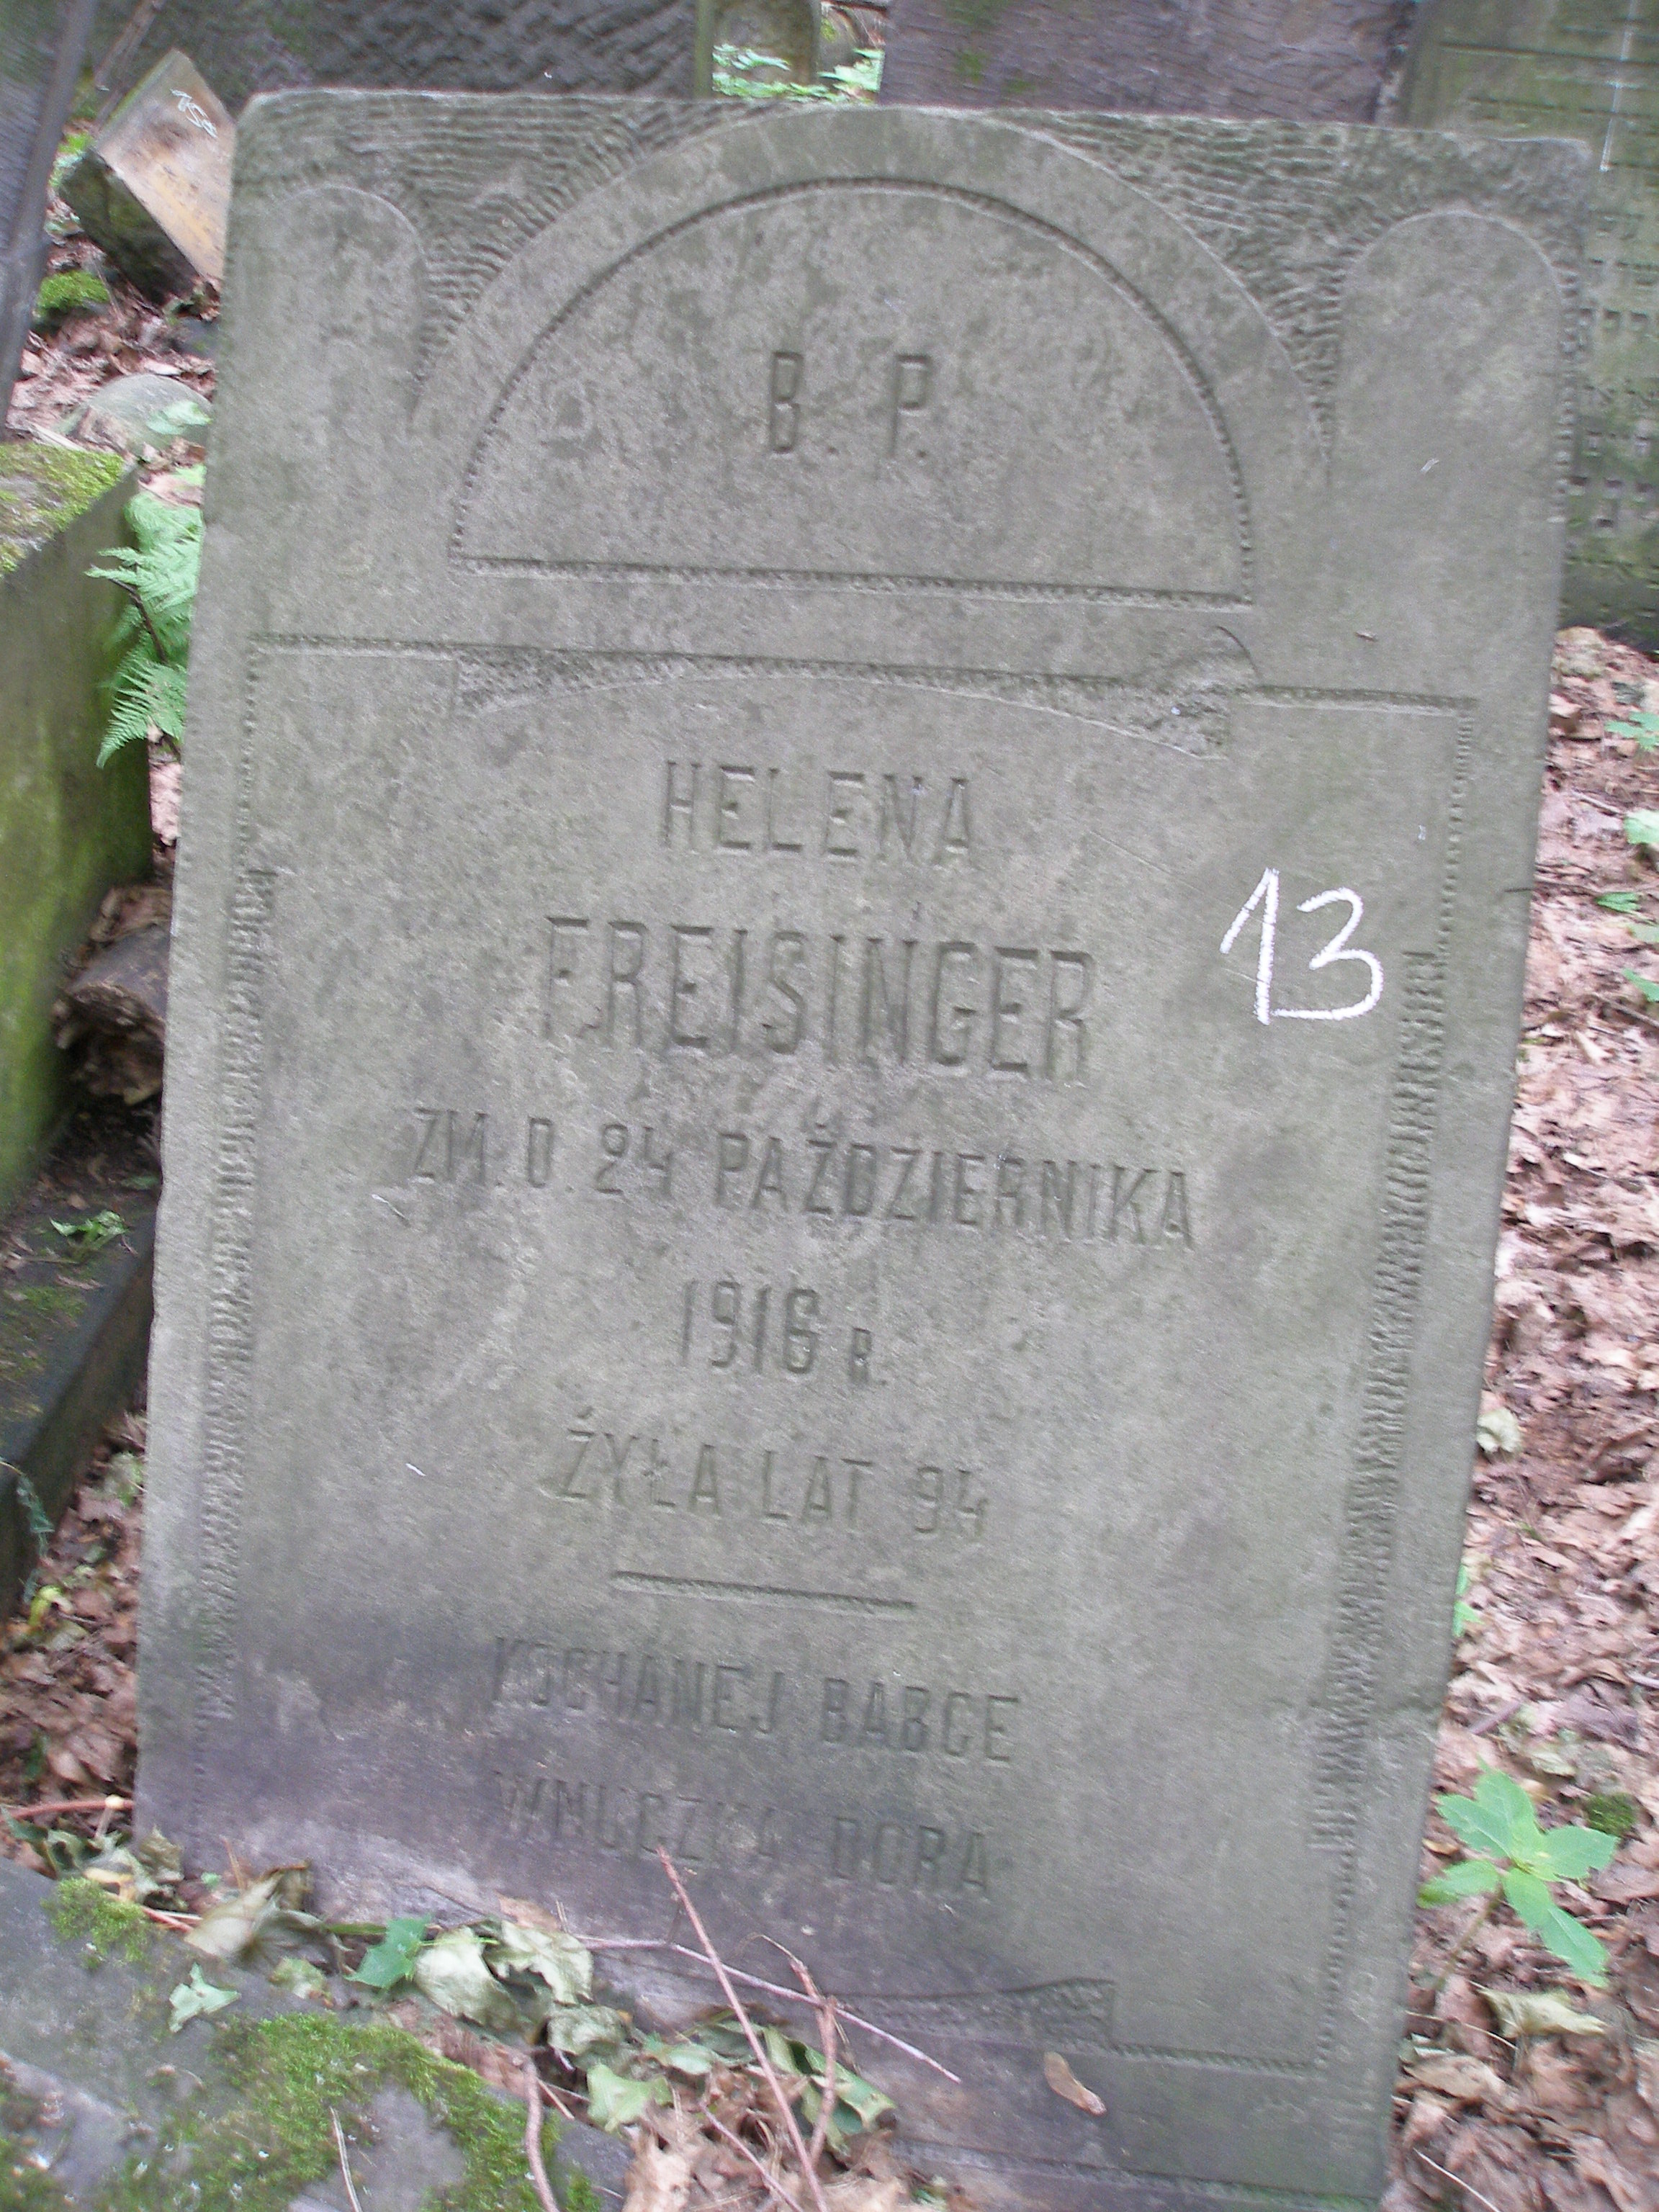 B. P.
HELENA
FREISINGER
13
ZM. D. 24 PAŹDZIERNIKA
1916 R.
ŻYŁA LAT 94
KOCHANEJ BABCE
WNUCZKA DORA